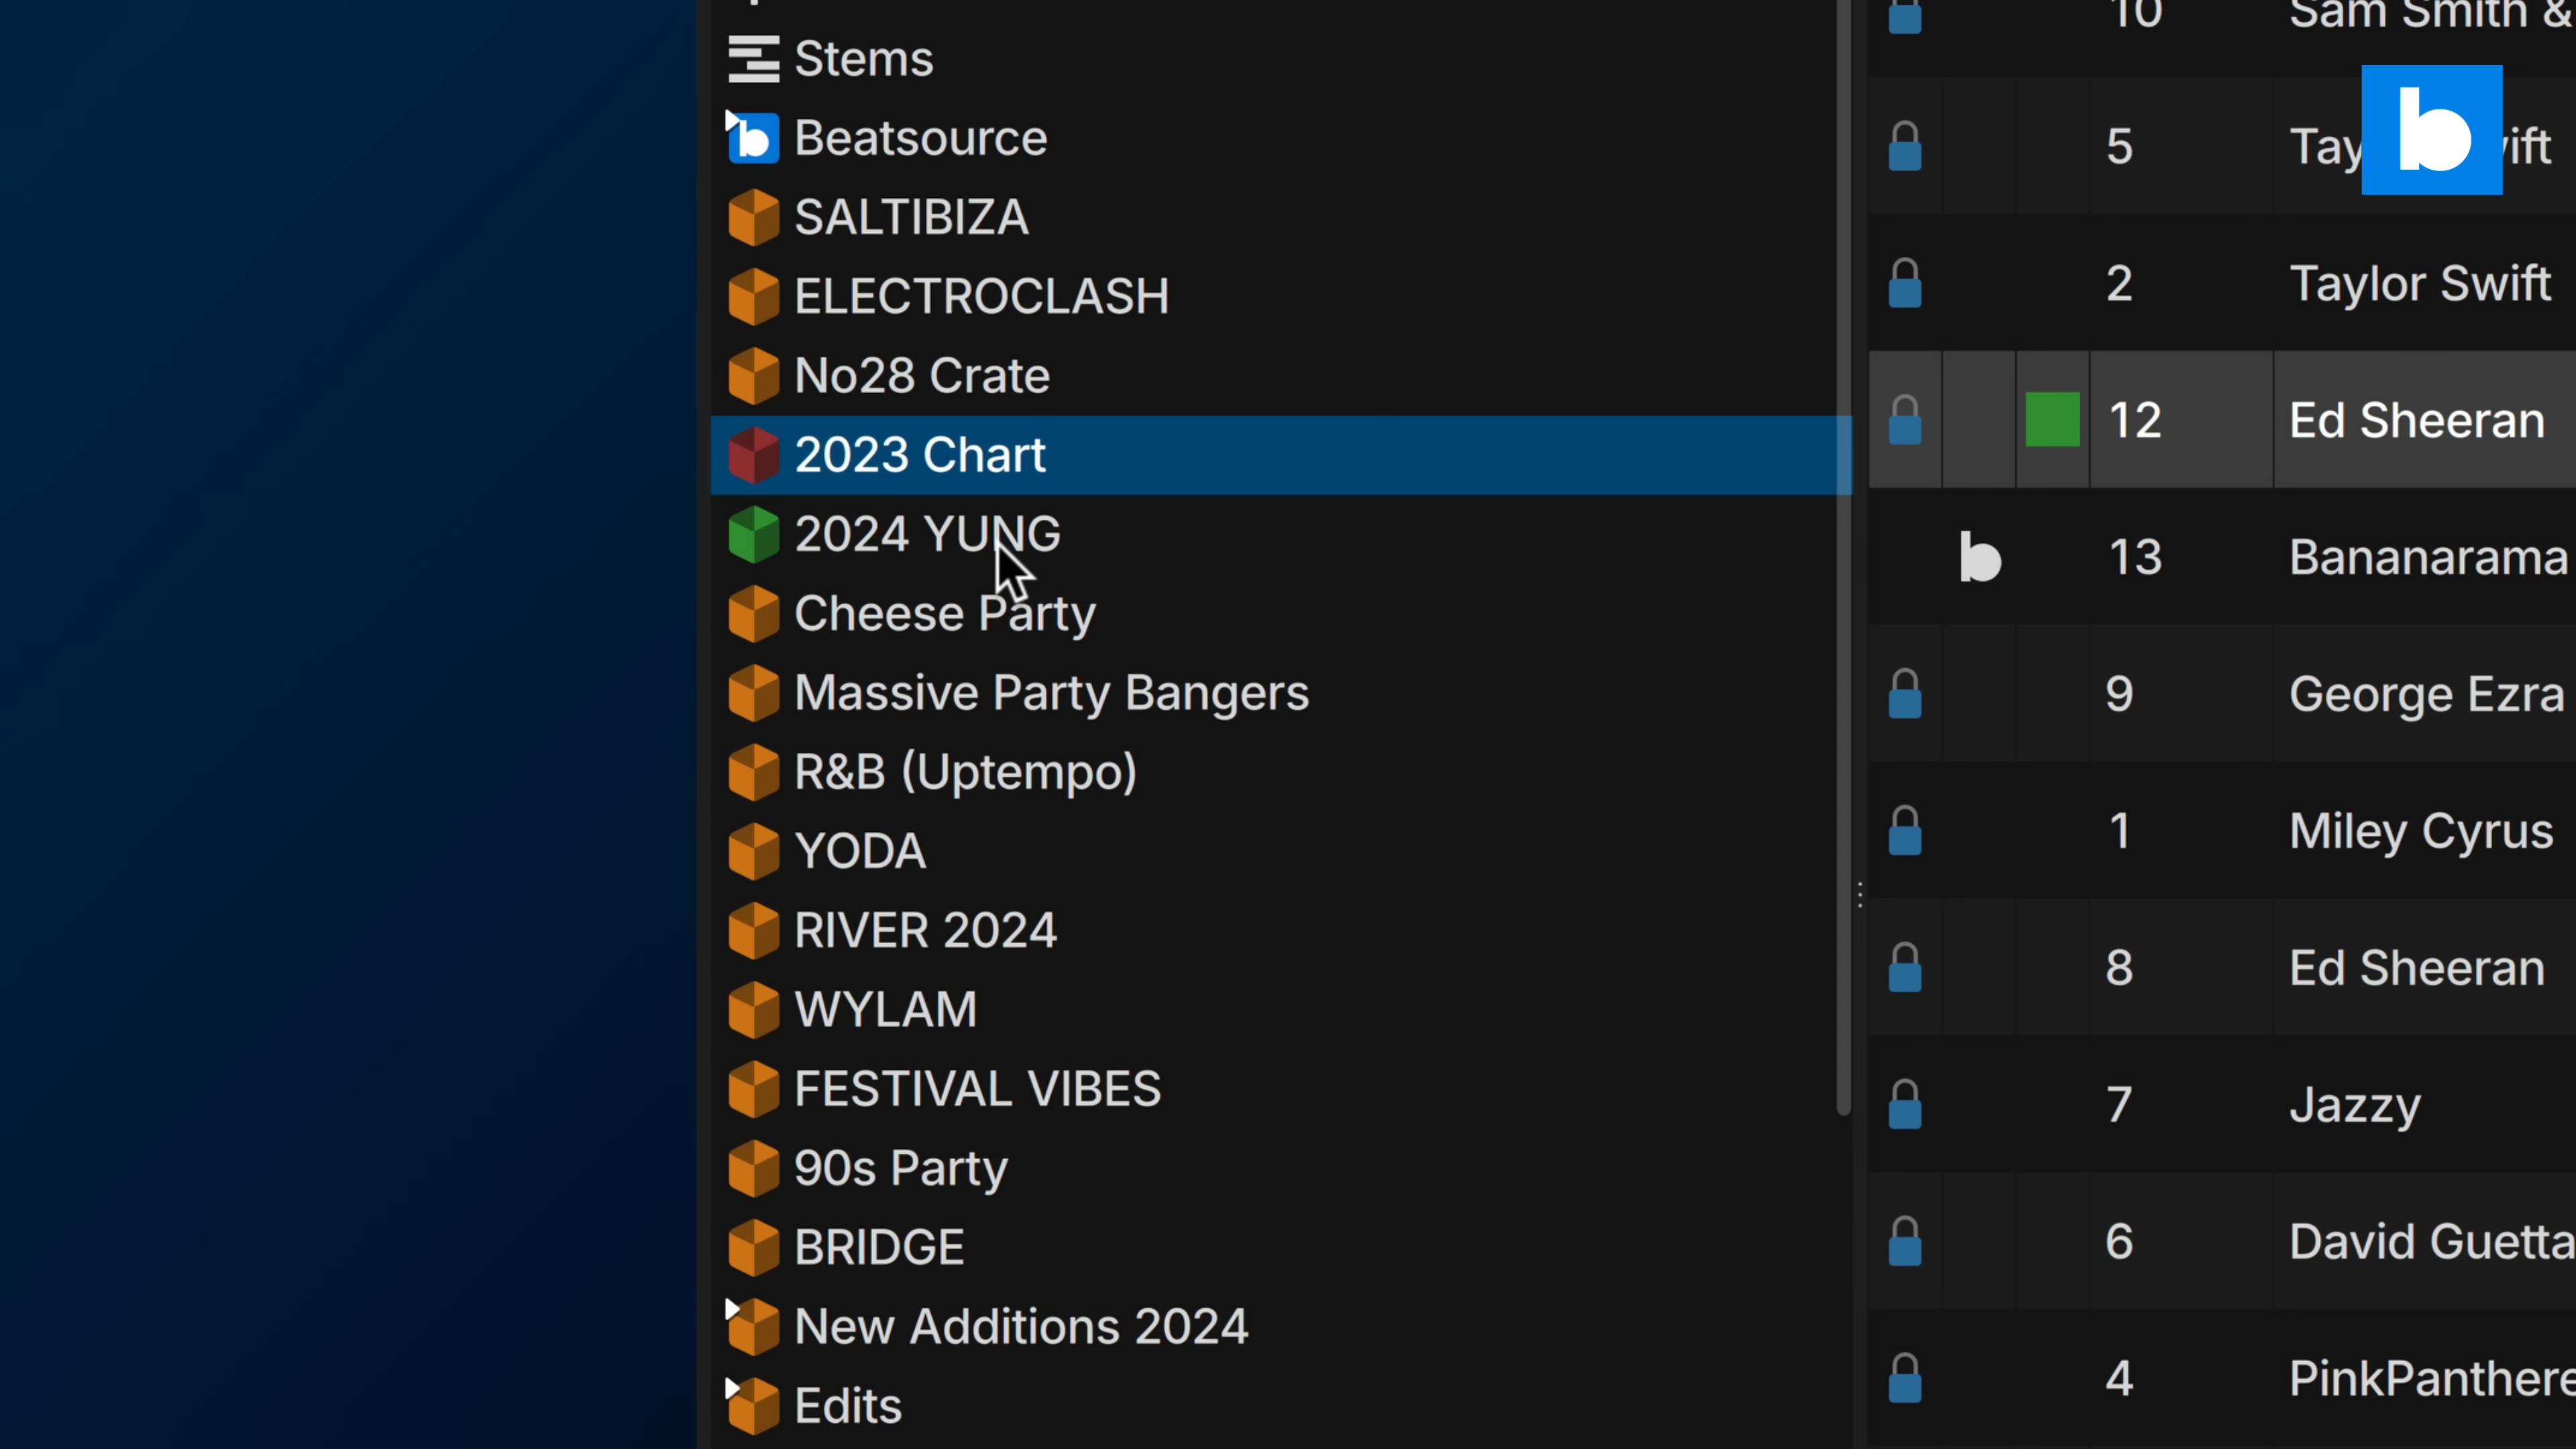 Stems
Beatsource
SALTIBIZA
ELECTROCLASH
No28 Crate
2023 Chart
2024 YUNG
Cheese Party
Massive Party Bangers
R&B (Uptempo)
YODA
RIVER 2024
WYLAM
FESTIVAL VIBES
90s Party
BRIDGE
New Additions 2024
Edits
10 Sam Smith &
5
2 Taylor Swift
12 Ed Sheeran
13 Bananarama
9 George Ezra
1 Miley Cyrus
8 Ed Sheeran
7 Jazzy
6 David Guetta
4